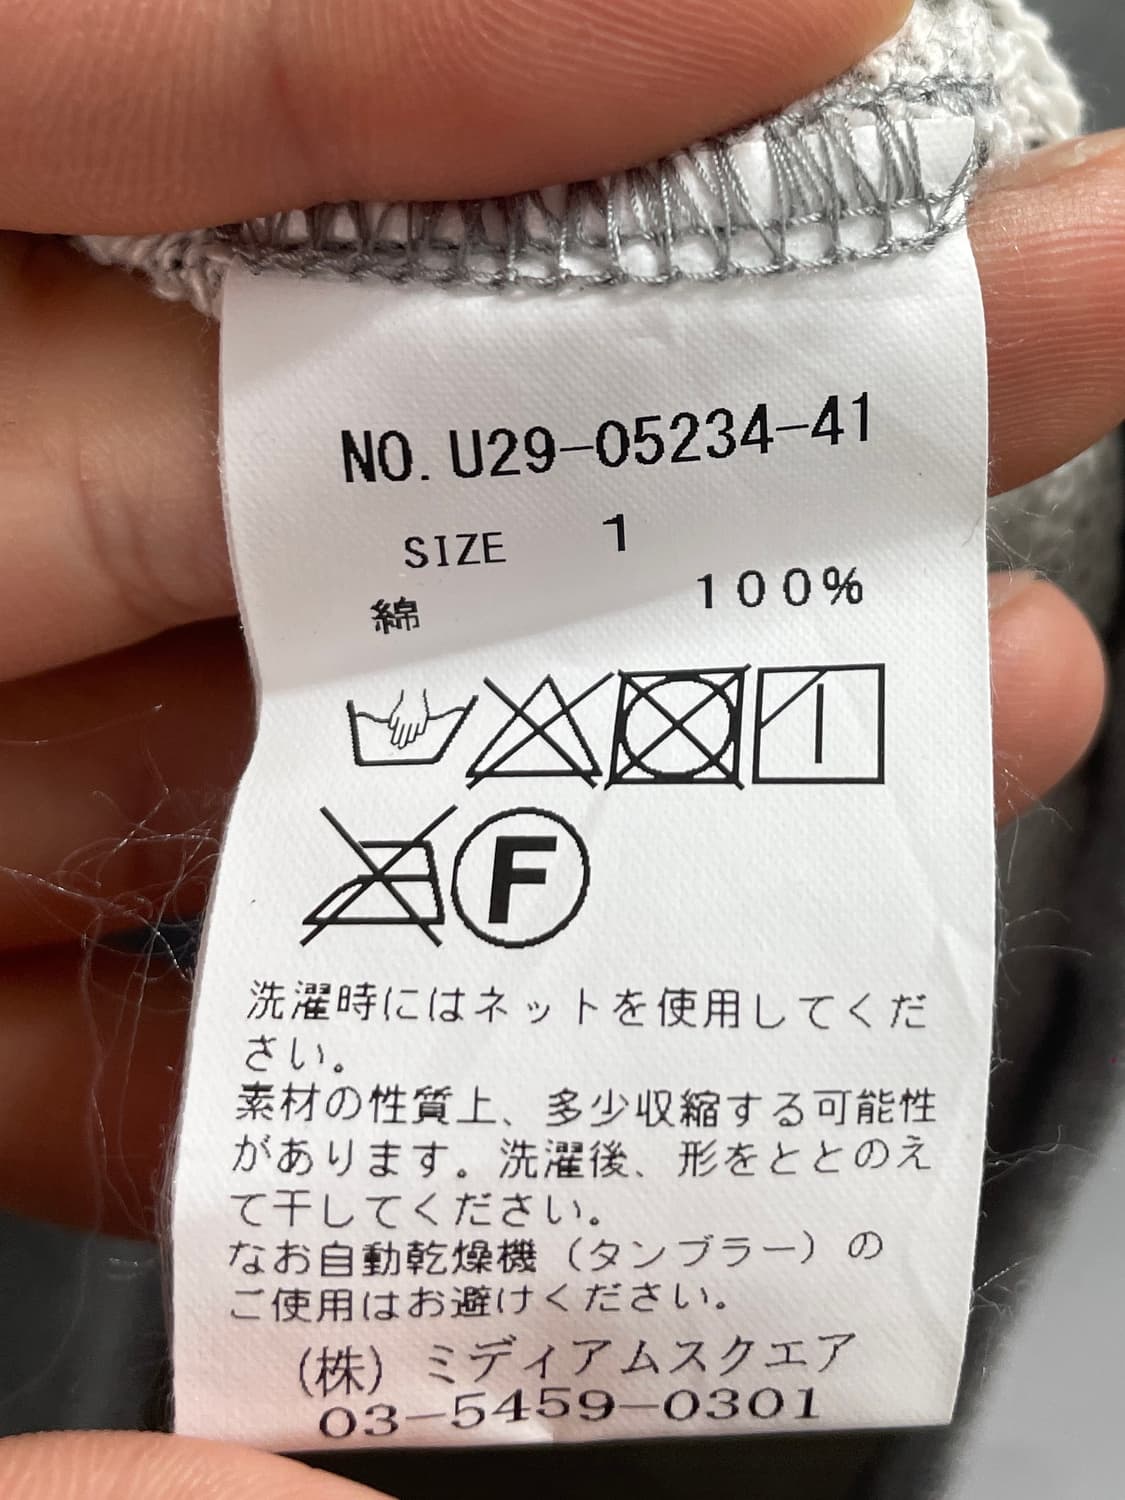 NO. U29-05234-41
SIZE 1
綿 100%
F
洗濯時にはネットを使用してくだ
さい。
素材の性質上、多少収縮する可能性
があります。洗濯後、形をととのえ
て干してください。
なお自動乾燥機（タンブラー）の
ご使用はお避けください。
(株) ミディアムスクエア
03-5459-0301